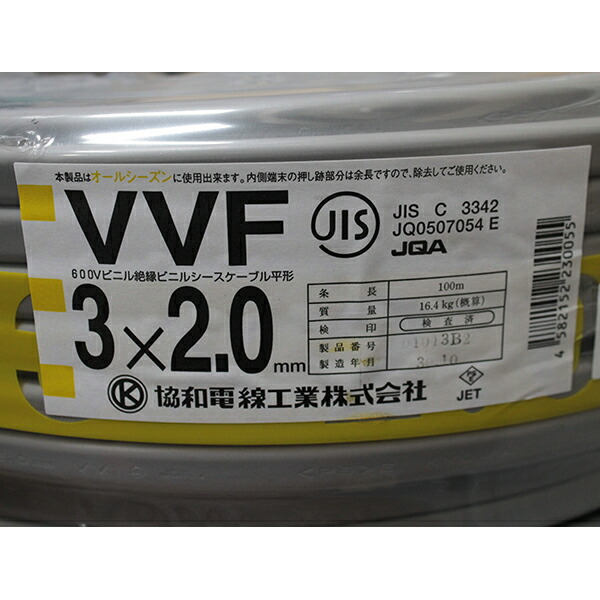 本製品はオールシーズンに使用出来ます。内側端末の押し跡部分は余長ですので、除去してご使用ください。
VVF
600Vビニル絶縁ビニルシースケーブル平形
3×2.0mm
JIS
JIS C 3342
JQ0507054 E
JQA
条長 100m
質量 16.4kg(概算)
検印 検査済
製品番号
製造年月
K 協和電線工業株式会社
JET
4582152230055